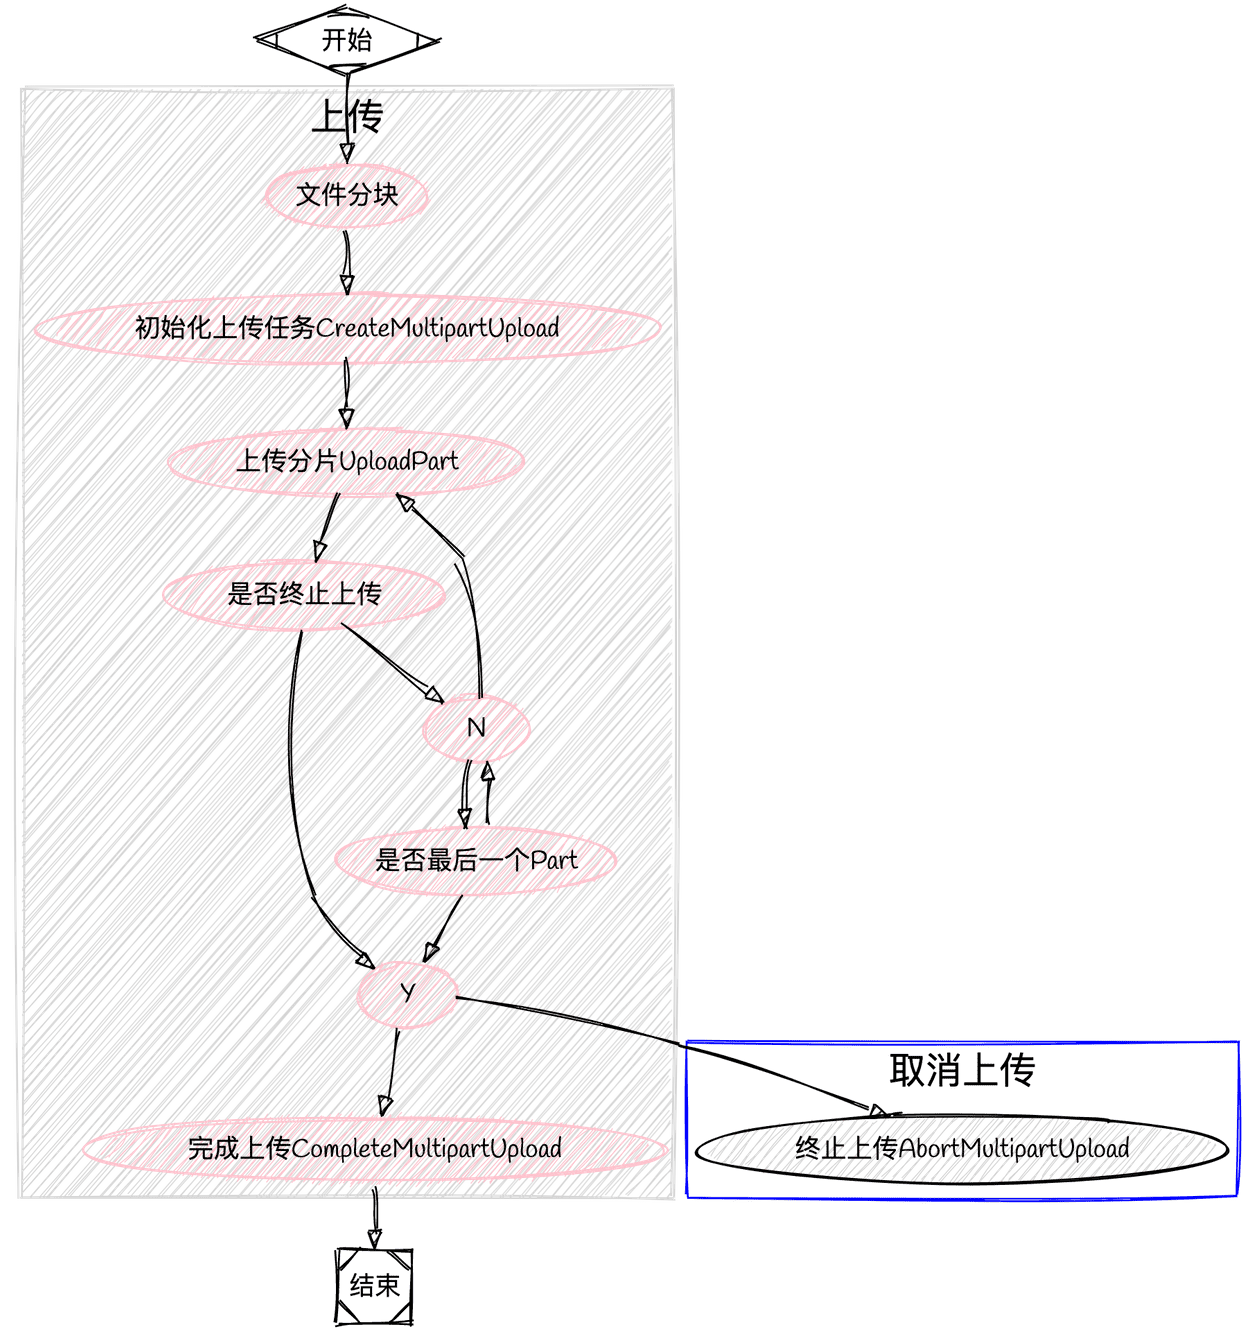 开始
上传
文件分块
初始化上传任务CreateMultipartUpload
上传分片UploadPart
是否终止上传
N
是否最后一个Part
Y
取消上传
完成上传CompleteMultipartUpload
终止上传AbortMultipartUpload
结束